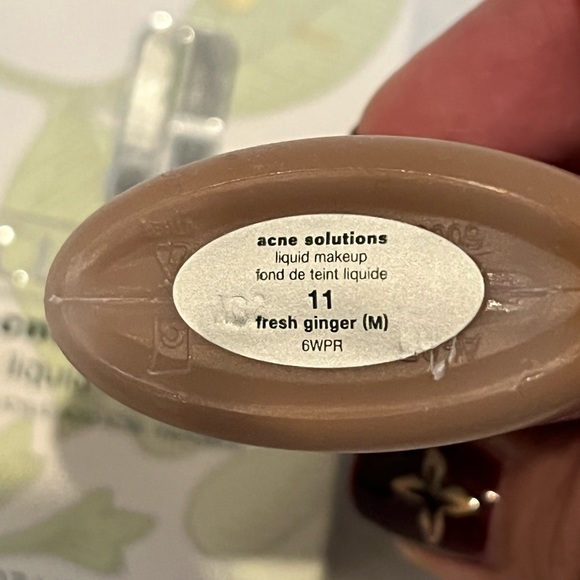 acne solutions
liquid makeup
fond de teint liquide
11
fresh ginger (M)
6WPR